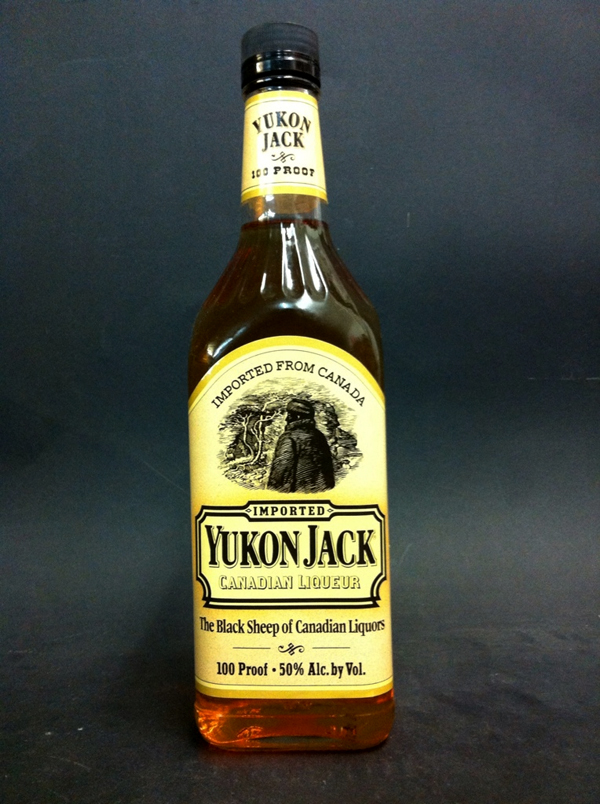 YUKON
JACK
100 PROOF
IMPORTED FROM CANADA
IMPORTED
YUKON JACK
CANADIAN LIQUEUR
The Black Sheep of Canadian Liquors
100 Proof • 50% Alc. by Vol.